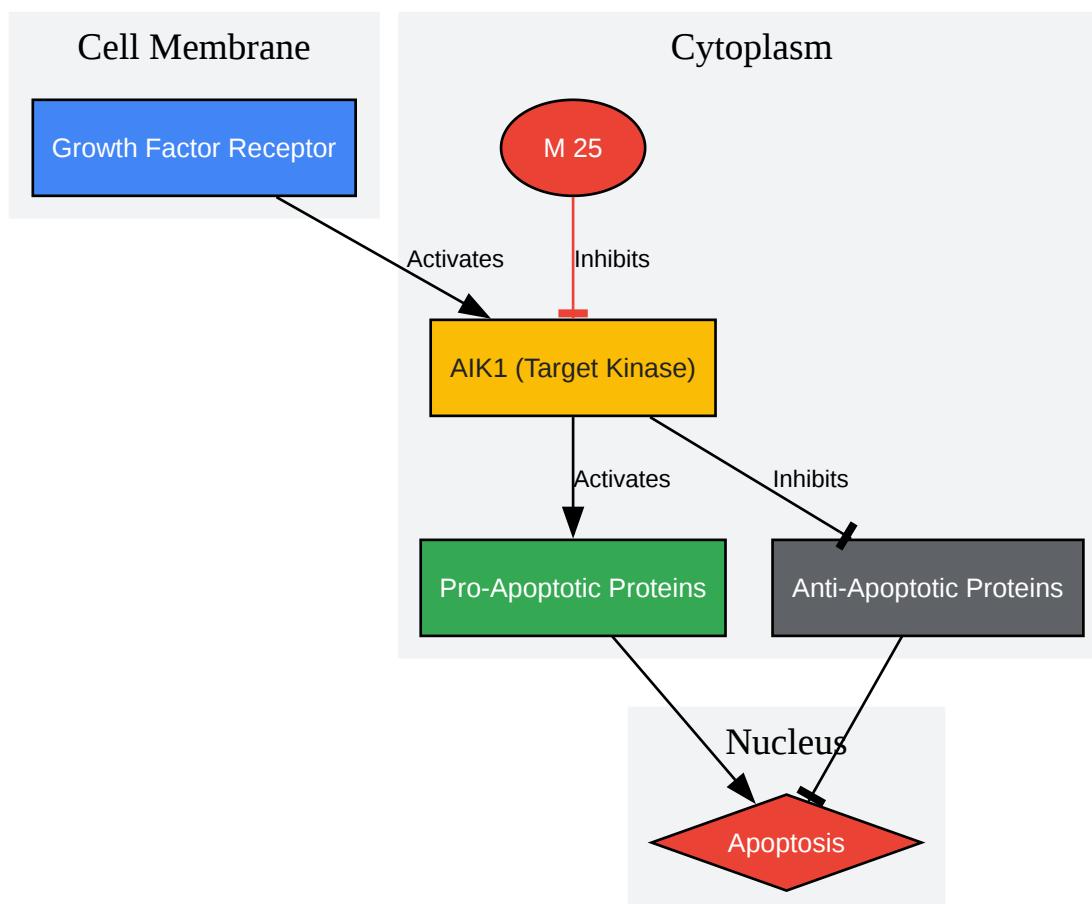 Cell Membrane
Cytoplasm
Growth Factor Receptor
M 25
Activates
Inhibits
AIK1 (Target Kinase)
Activates
Inhibits
Pro-Apoptotic Proteins
Anti-Apoptotic Proteins
Nucleus
Apoptosis